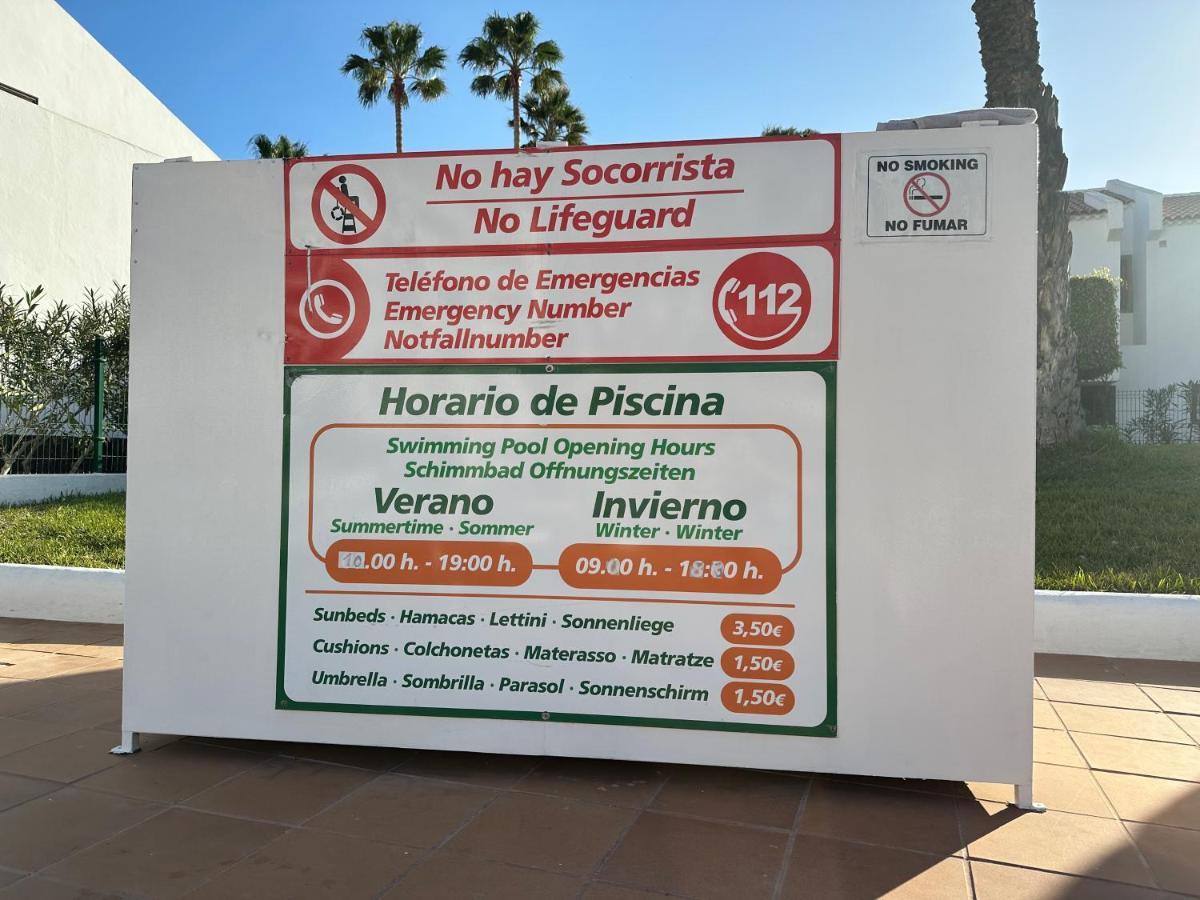 No hay Socorrista
No Lifeguard
NO SMOKING
NO FUMAR
Teléfono de Emergencias
Emergency Number
Notfallnumber
112
Horario de Piscina
Swimming Pool Opening Hours
Schimmbad Offnungszeiten
Verano Invierno
Summertime · Sommer Winter · Winter
10.00 h. - 19:00 h. 09.00 h. - 18:00 h.
Sunbeds · Hamacas · Lettini · Sonnenliege 3,50€
Cushions · Colchonetas · Materasso · Matratze 1,50€
Umbrella · Sombrilla · Parasol · Sonnenschirm 1,50€